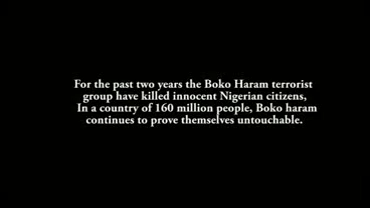 For the past two years the Boko Haram terrorist
group have killed innocent Nigerian citizens,
In a country of 160 million people, Boko haram
continues to prove themselves untouchable.